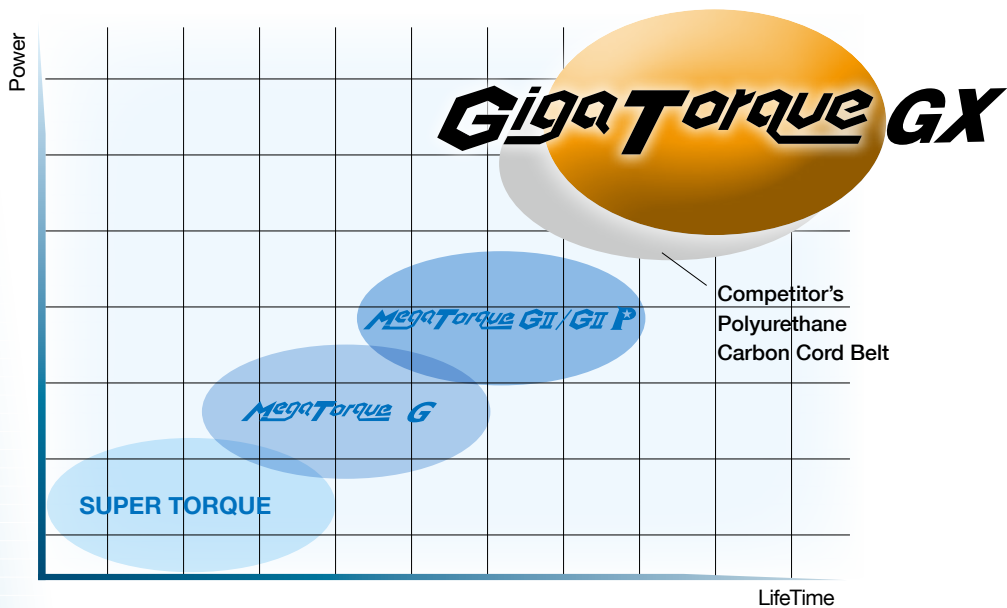 Power
GigaTorque GX
Competitor's
Polyurethane
Carbon Cord Belt
MegaTorque GII/GII P
MegaTorque G
SUPER TORQUE
LifeTime